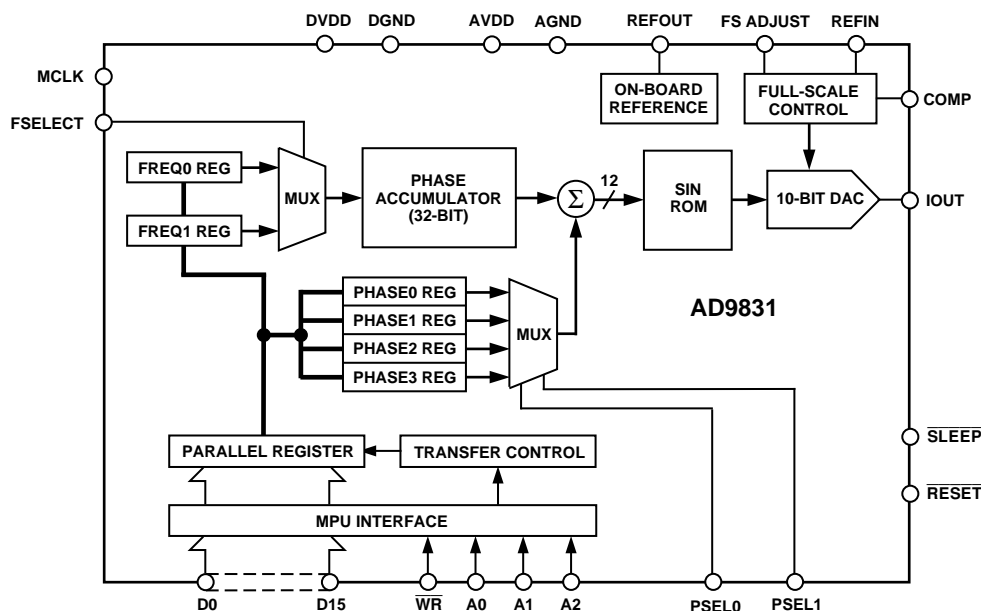 DVDD DGND AVDD AGND REFOUT FS ADJUST REFIN
MCLK
FSELECT
ON-BOARD
REFERENCE
FULL-SCALE
CONTROL
COMP
FREQ0 REG
FREQ1 REG
MUX
PHASE
ACCUMULATOR
(32-BIT)
Σ
12
SIN
ROM
10-BIT DAC
IOUT
PHASE0 REG
PHASE1 REG
PHASE2 REG
PHASE3 REG
MUX
AD9831
SLEEP
RESET
PARALLEL REGISTER
TRANSFER CONTROL
MPU INTERFACE
D0 D15 WR A0 A1 A2 PSEL0 PSEL1